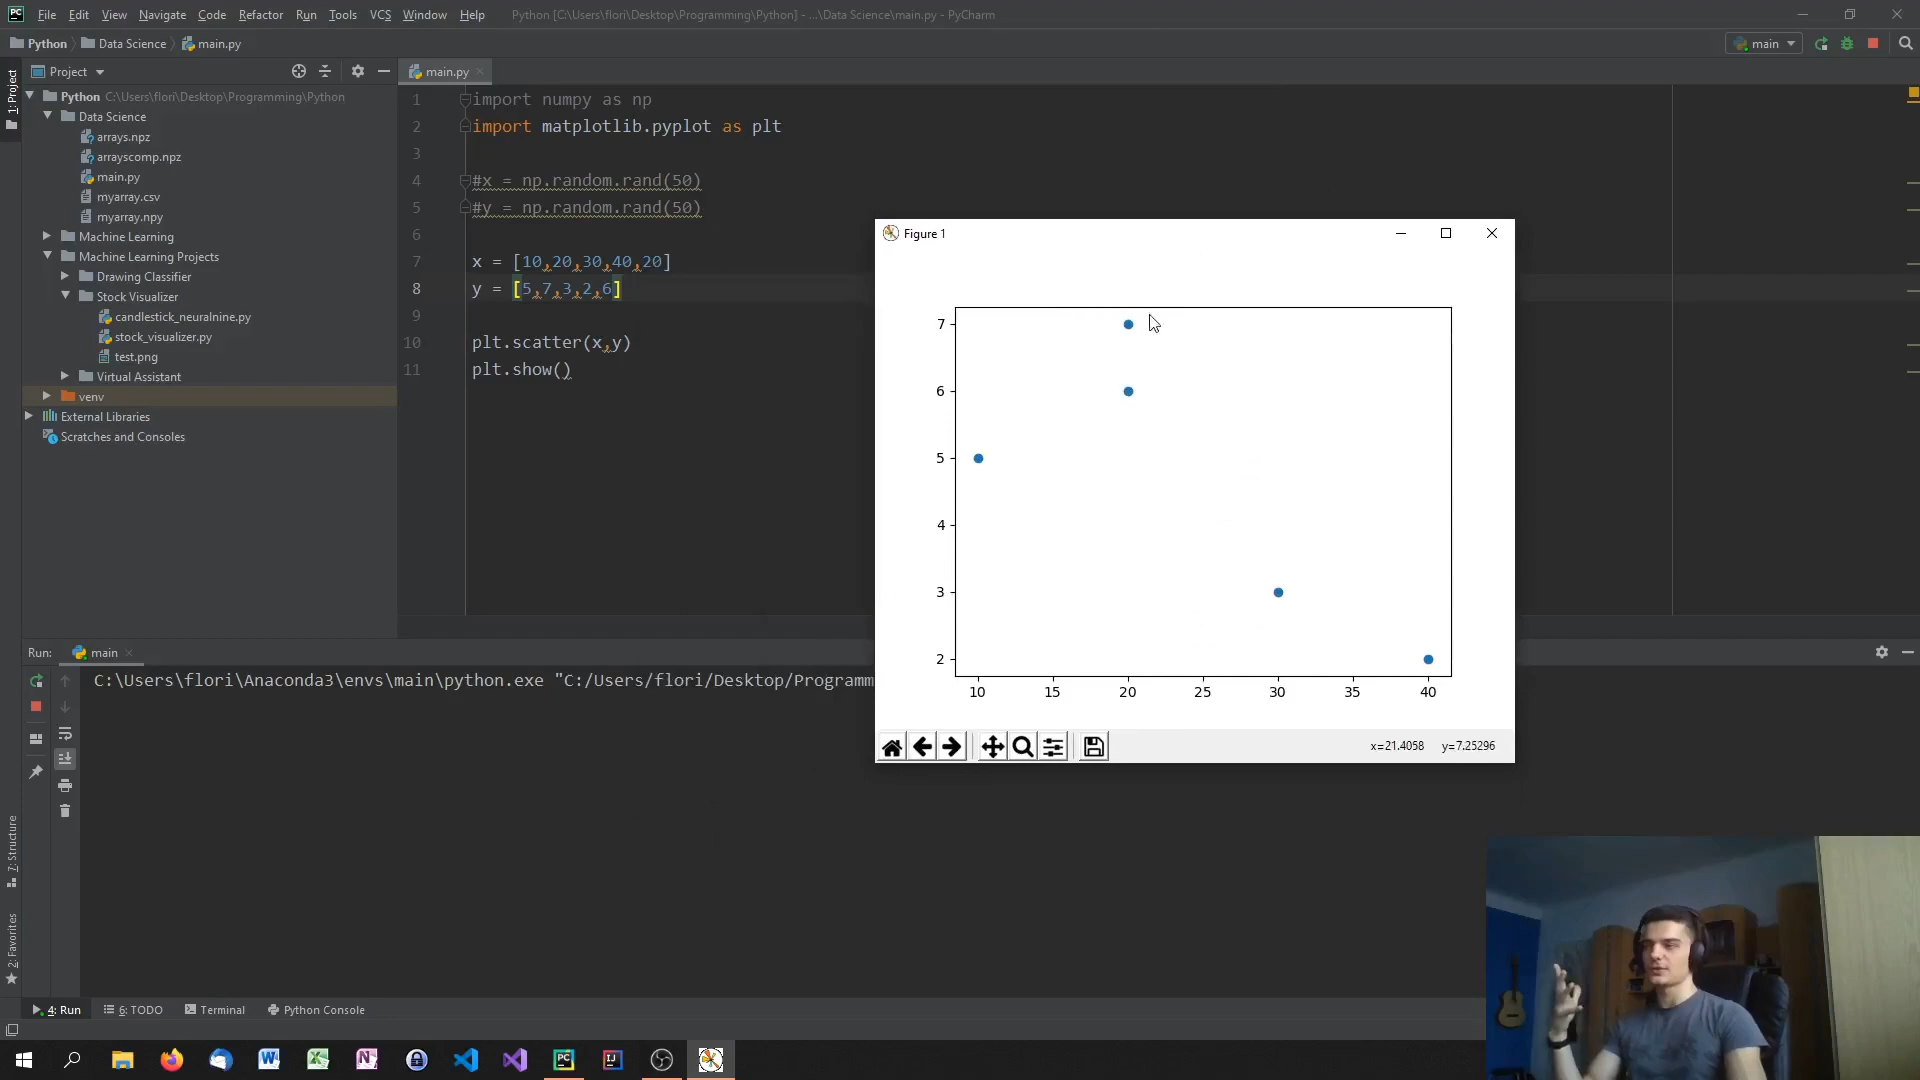 PC File Edit View Navigate Code Refactor Run Tools VCS Window Help Python [C:\Users\flori\Desktop\Programming\Python] - ...\Data Science\main.py - PyCharm
Python Data Science main.py main
Project main.py
1: Project
Python C:\Users\flori\Desktop\Programming\Python
Data Science
arrays.npz
arrayscomp.npz
main.py
myarray.csv
myarray.npy
Machine Learning
Machine Learning Projects
Drawing Classifier
Stock Visualizer
candlestick_neuralnine.py
stock_visualizer.py
test.png
Virtual Assistant
venv
External Libraries
Scratches and Consoles
1 import numpy as np
2 import matplotlib.pyplot as plt
3
4 #x = np.random.rand(50)
5 #y = np.random.rand(50)
6
7 x = [10,20,30,40,20]
8 y = [5,7,3,2,6]
9
10 plt.scatter(x,y)
11 plt.show()
Figure 1
7
6
5
4
3
2
10 15 20 25 30 35 40
x=21.4058 y=7.25296
Run: main
C:\Users\flori\Anaconda3\envs\main\python.exe "C:/Users/flori/Desktop/Programm
7: Structure
2: Favorites
4: Run 6: TODO Terminal Python Console
PC IJ